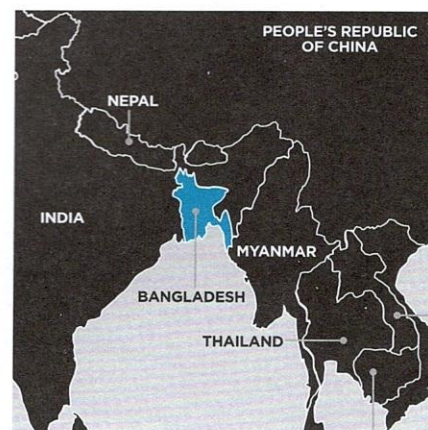 PEOPLE'S REPUBLIC
OF CHINA
NEPAL
INDIA
MYANMAR
BANGLADESH
THAILAND